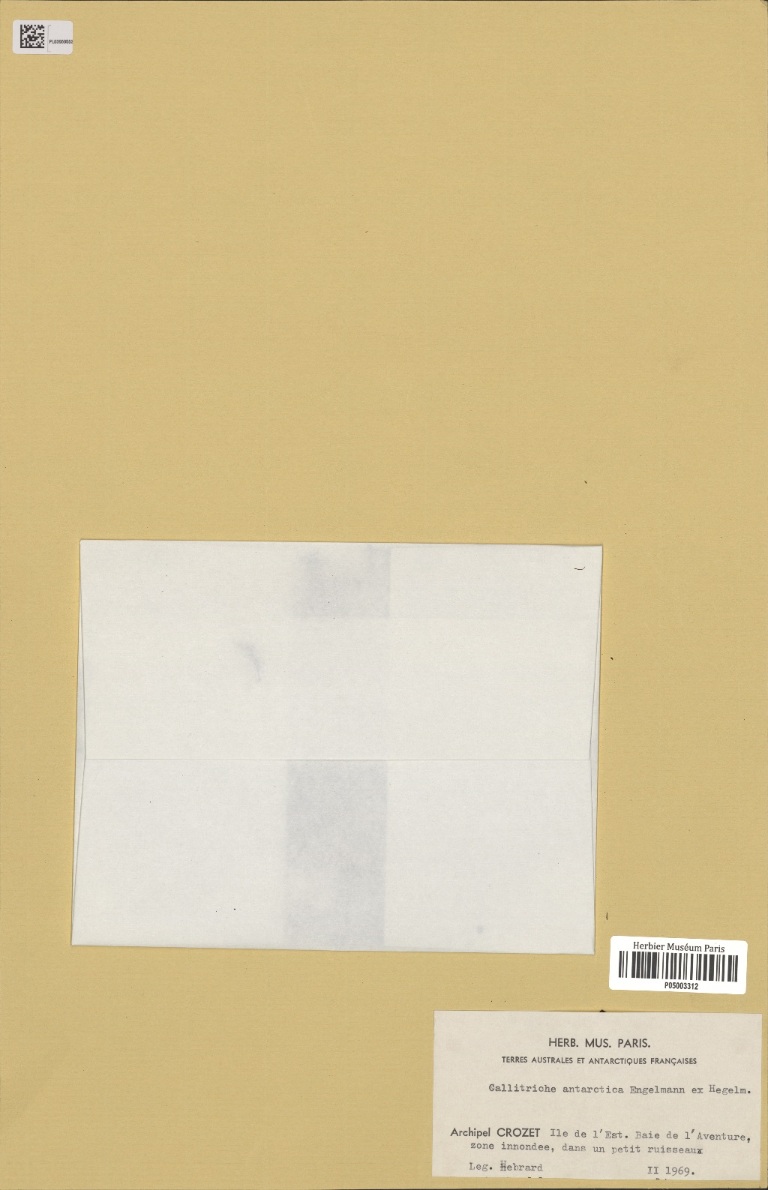 Herbier Muséum Paris
P05003312
HERB. MUS. PARIS.
TERRES AUSTRALES ET ANTARCTIQUES FRANÇAISES
Callitriche antarctica Engelmann ex Hegelm.
Archipel CROZET Ile de l'Est. Baie de l'Aventure,
zone innondee, dans un petit ruisseaux
Leg. Hebrard II 1969.